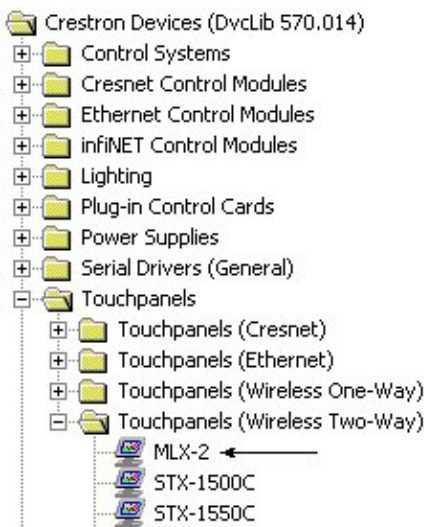 Crestron Devices (DvcLib 570.014)
Control Systems
Cresnet Control Modules
Ethernet Control Modules
infiNET Control Modules
Lighting
Plug-in Control Cards
Power Supplies
Serial Drivers (General)
Touchpanels
Touchpanels (Cresnet)
Touchpanels (Ethernet)
Touchpanels (Wireless One-Way)
Touchpanels (Wireless Two-Way)
MLX-2
STX-1500C
STX-1550C